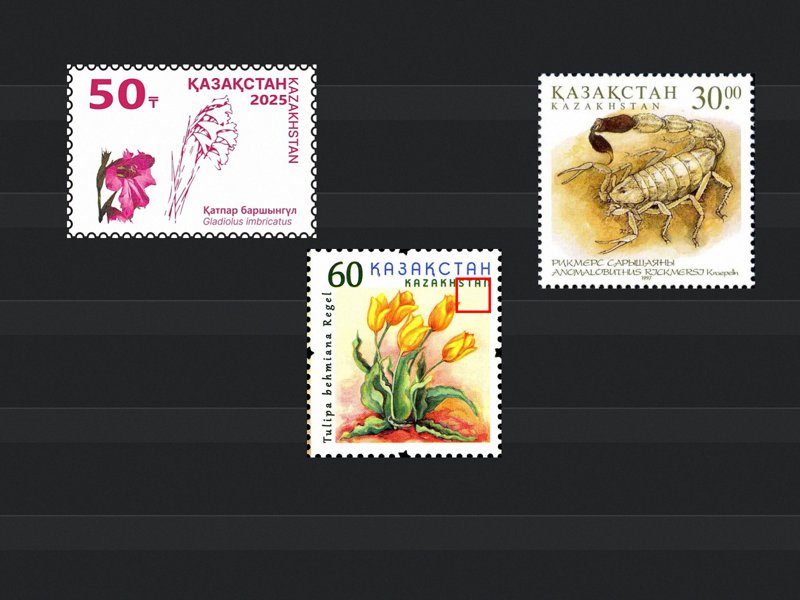 50₸
ҚАЗАҚСТАН
2025
KAZAKHSTAN
Қатпар баршынгүл
Gladiolus imbricatus
ҚАЗАҚСТАН
KAZAKHSTAN
30.00
РИКМЕРС САРЫШАЯНЫ
ANOMALOBUTHUS RICKMERSI Kraepelin
1997
60
ҚАЗАҚСТАН
KAZAKHSTAN
Tulipa behmiana Regel